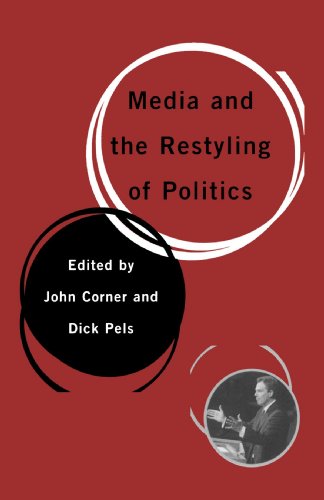 Media and
the Restyling
of Politics
Edited by
John Corner and
Dick Pels